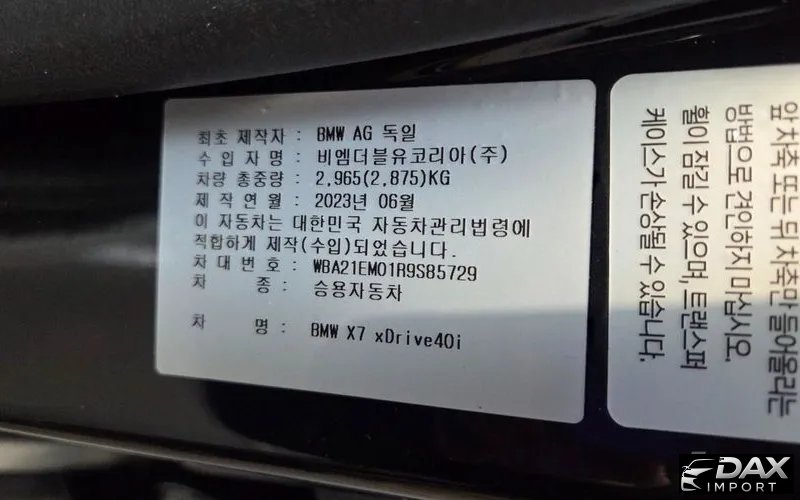 최초 제작자 : BMW AG 독일
수 입 자 명 : 비엠더블유코리아(주)
차량 총중량 : 2,965(2,875)KG
제 작 연 월 : 2023년 06월
이 자동차는 대한민국 자동차관리법령에
적합하게 제작(수입)되었습니다.
차 대 번 호 : WBA21EM01R9S85729
차 종 : 승용자동차
차 명 : BMW X7 xDrive40i
앞 차축 또는 뒤 차축만 들어올리는
방법으로 견인하지 마십시오.
휠이 잠길 수 있으며, 트랜스퍼
케이스가 손상될 수 있습니다.
DAX
IMPORT